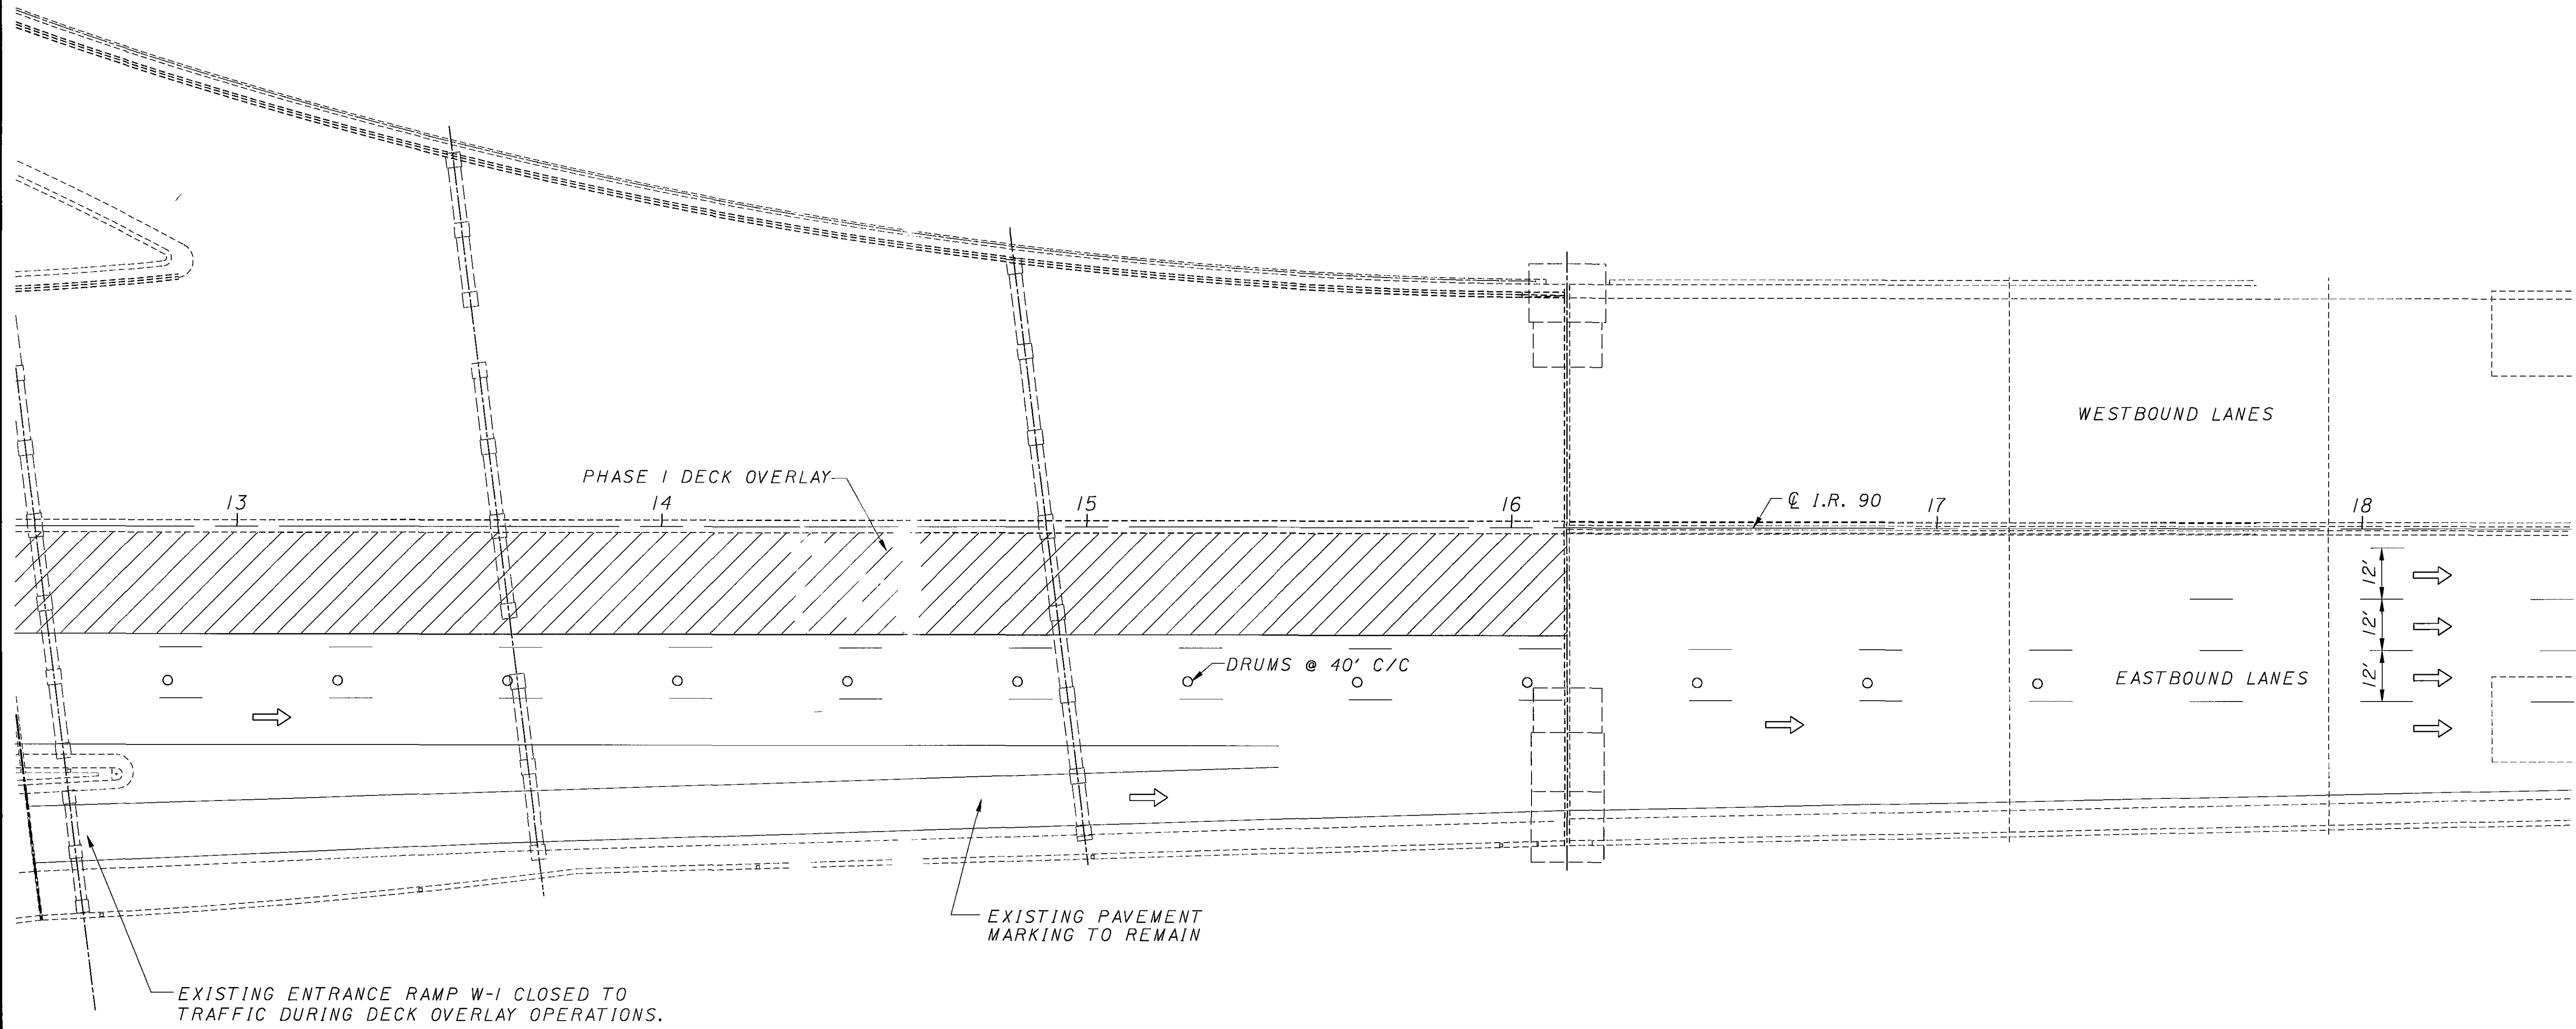 WESTBOUND LANES
PHASE 1 DECK OVERLAY
13
14
15
16
℄ I.R. 90
17
18
12'
12'
12'
DRUMS @ 40' C/C
EASTBOUND LANES
EXISTING PAVEMENT
MARKING TO REMAIN
EXISTING ENTRANCE RAMP W-1 CLOSED TO
TRAFFIC DURING DECK OVERLAY OPERATIONS.